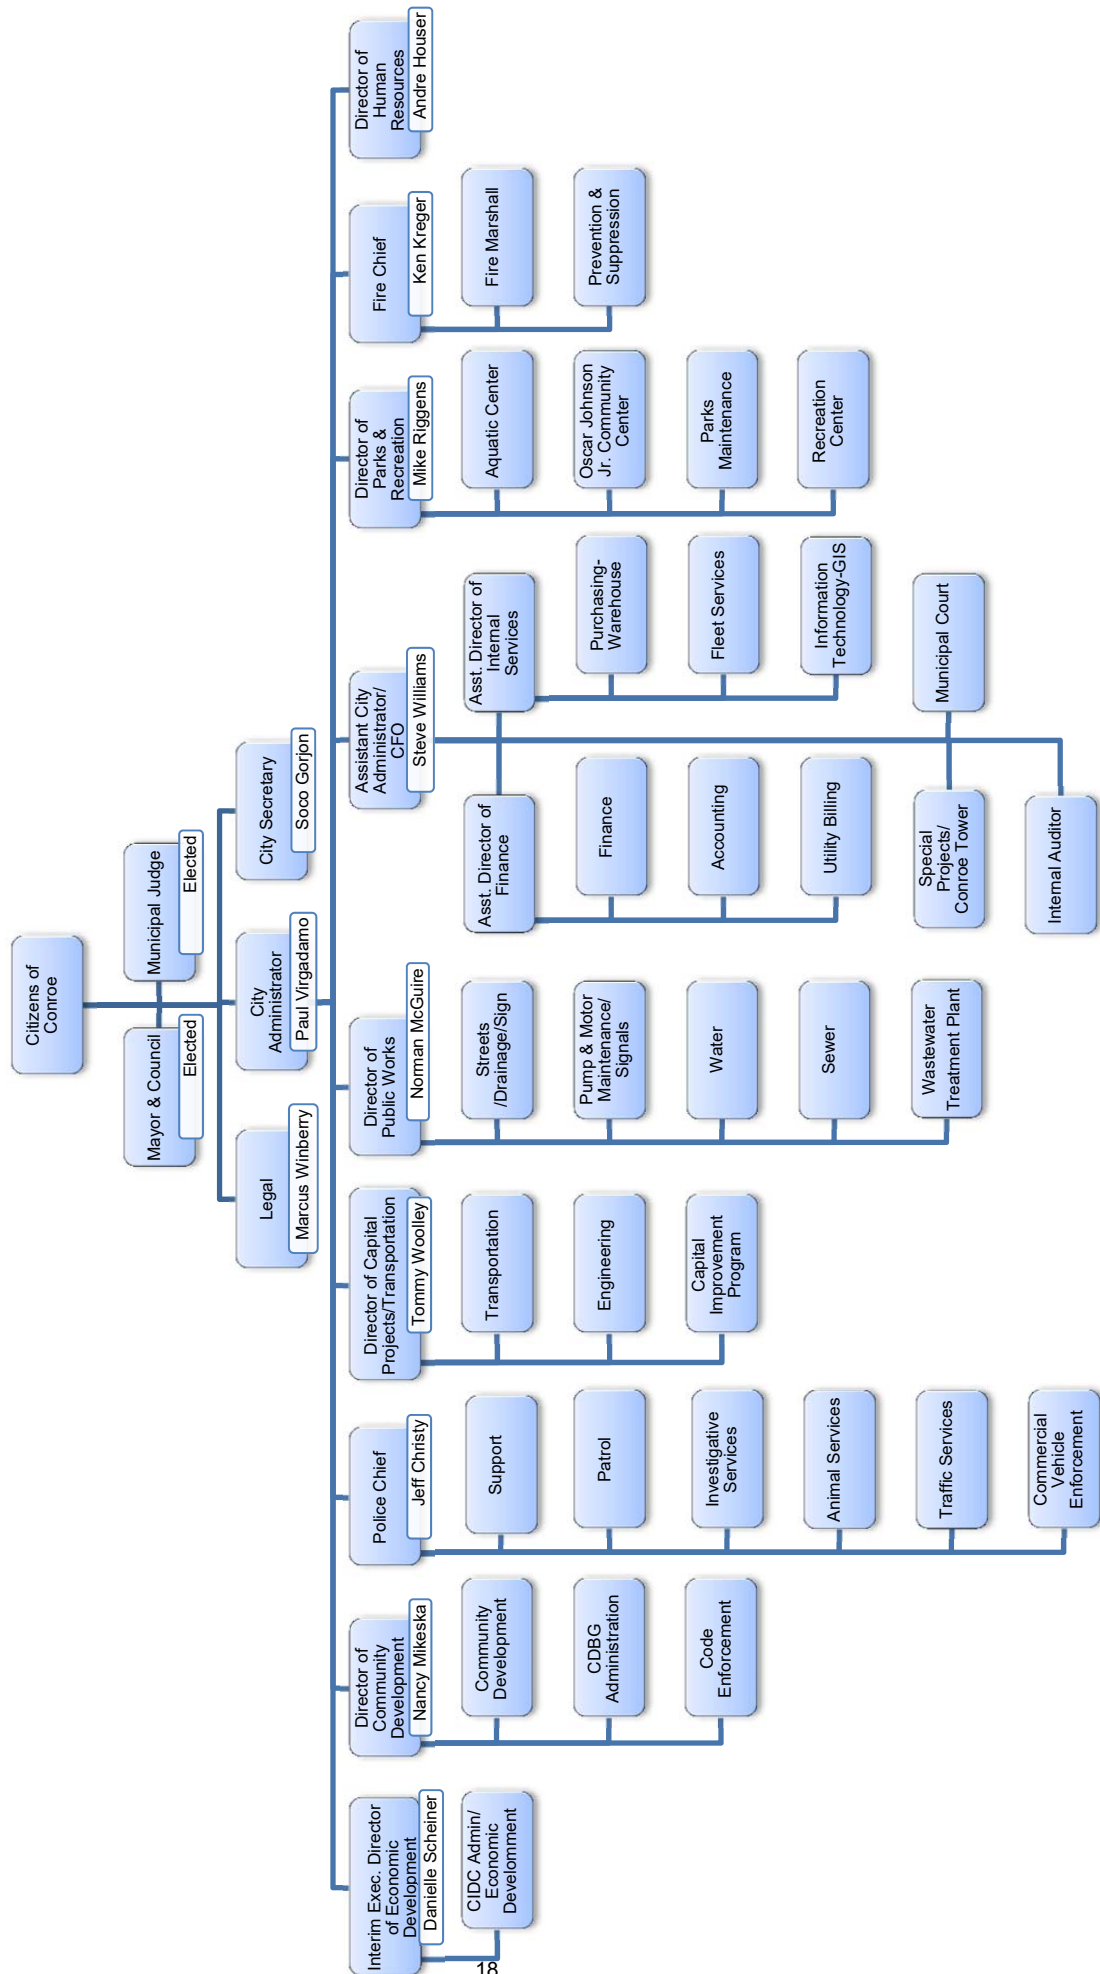 Citizens of
Conroe
Mayor & Council
Elected
Municipal Judge
Elected
Legal
Marcus Winberry
City
Administrator
Paul Virgadamo
City Secretary
Soco Gorjon
Interim Exec. Director
of Economic
Development
Danielle Scheiner
CIDC Admin/
Economic
Develomment
Director of
Community
Development
Nancy Mikeska
Community
Development
CDBG
Administration
Code
Enforcement
Police Chief
Jeff Christy
Support
Patrol
Investigative
Services
Animal Services
Traffic Services
Commercial
Vehicle
Enforcement
Director of Capital
Projects/Transportation
Tommy Woolley
Transportation
Engineering
Capital
Improvement
Program
Director of
Public Works
Norman McGuire
Streets
/Drainage/Sign
Pump & Motor
Maintenance/
Signals
Water
Sewer
Wastewater
Treatment Plant
Assistant City
Administrator/
CFO
Steve Williams
Asst. Director of
Finance
Finance
Accounting
Utility Billing
Asst. Director of
Internal
Services
Purchasing-
Warehouse
Fleet Services
Information
Technology-GIS
Special
Projects/
Conroe Tower
Municipal Court
Internal Auditor
Director of
Parks &
Recreation
Mike Riggens
Aquatic Center
Oscar Johnson
Jr. Community
Center
Parks
Maintenance
Recreation
Center
Fire Chief
Ken Kreger
Fire Marshall
Prevention &
Suppression
Director of
Human
Resources
Andre Houser
18